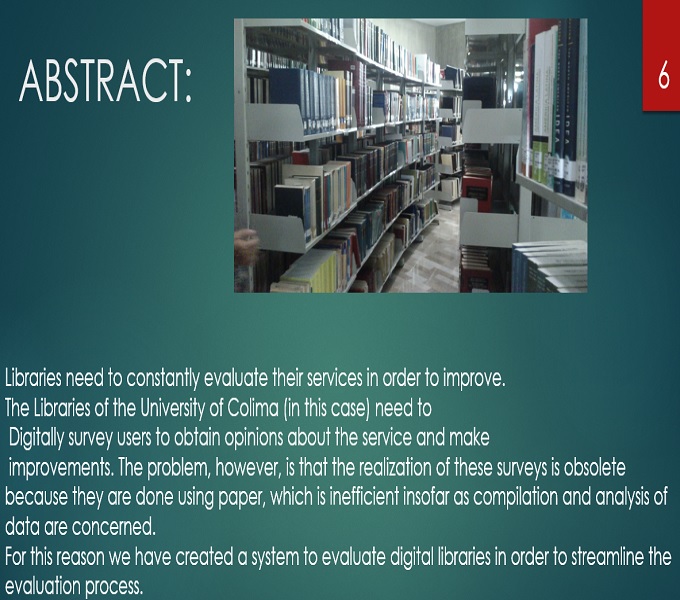 ABSTRACT:
6
Libraries need to constantly evaluate their services in order to improve.
The Libraries of the University of Colima (in this case) need to
Digitally survey users to obtain opinions about the service and make
improvements. The problem, however, is that the realization of these surveys is obsolete
because they are done using paper, which is inefficient insofar as compilation and analysis of
data are concerned.
For this reason we have created a system to evaluate digital libraries in order to streamline the
evaluation process.